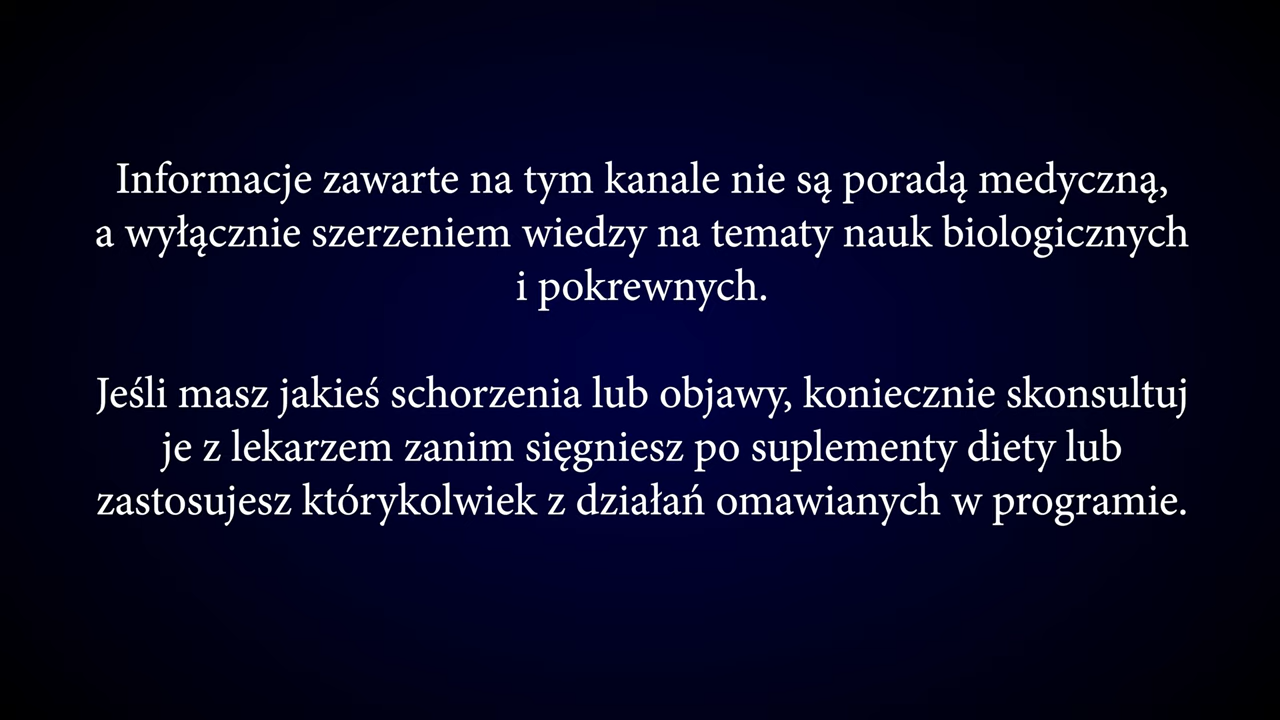 Informacje zawarte na tym kanale nie są poradą medyczną,
a wyłącznie szerzeniem wiedzy na tematy nauk biologicznych
i pokrewnych.
Jeśli masz jakieś schorzenia lub objawy, koniecznie skonsultuj
je z lekarzem zanim sięgniesz po suplementy diety lub
zastosujesz którykolwiek z działań omawianych w programie.